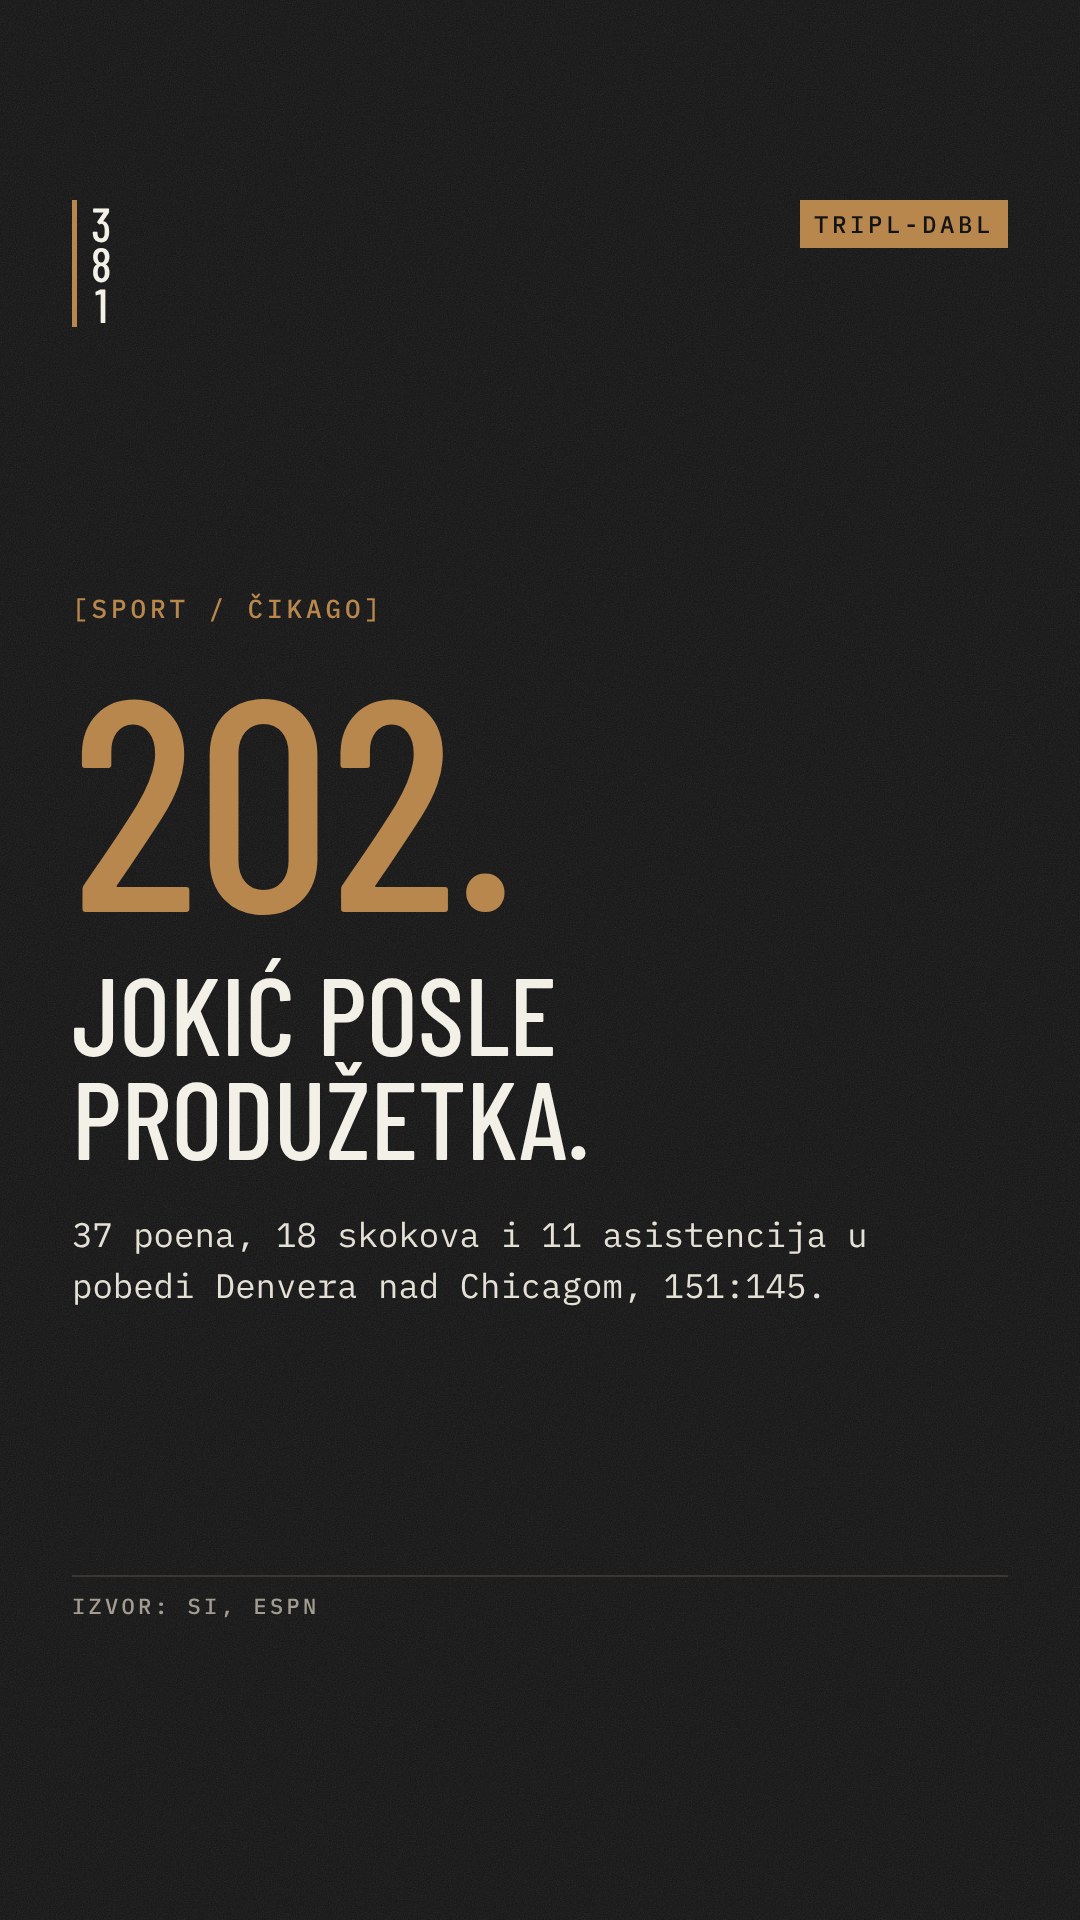 3
8
1
TRIPL-DABL
[SPORT / ČIKAGO]
202.
JOKIĆ POSLE
PRODUŽETKA.
37 poena, 18 skokova i 11 asistencija u
pobedi Denvera nad Chicagom, 151:145.
IZVOR: SI, ESPN